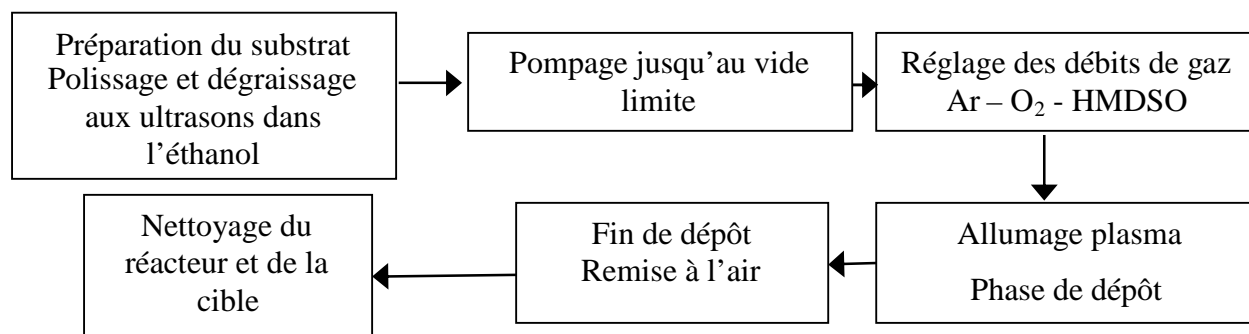 Préparation du substrat
Polissage et dégraissage
aux ultrasons dans
l’éthanol
Pompage jusqu’au vide
limite
Réglage des débits de gaz
Ar – O₂ - HMDSO
Allumage plasma
Phase de dépôt
Fin de dépôt
Remise à l’air
Nettoyage du
réacteur et de la
cible